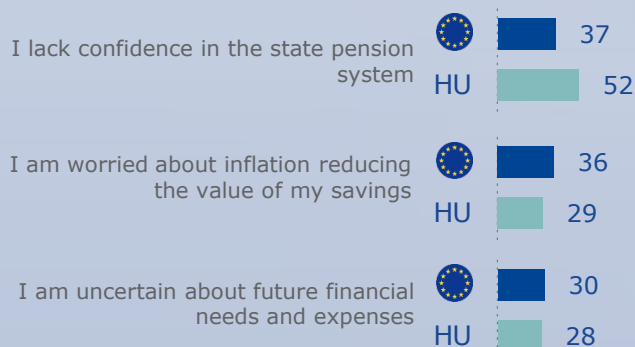 I lack confidence in the state pension
system
37
HU
52
I am worried about inflation reducing
the value of my savings
36
HU
29
I am uncertain about future financial
needs and expenses
30
HU
28